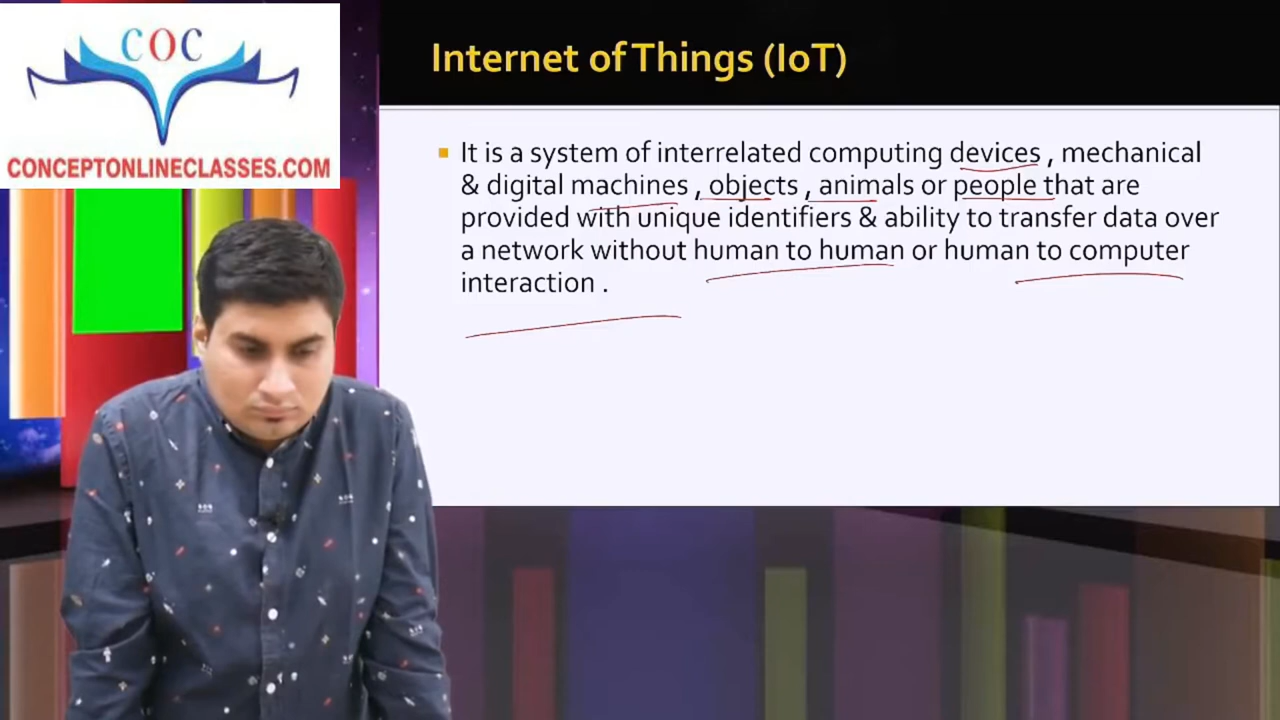 COC
CONCEPTONLINECLASSES.COM
Internet of Things (IoT)
It is a system of interrelated computing devices , mechanical
& digital machines , objects , animals or people that are
provided with unique identifiers & ability to transfer data over
a network without human to human or human to computer
interaction .